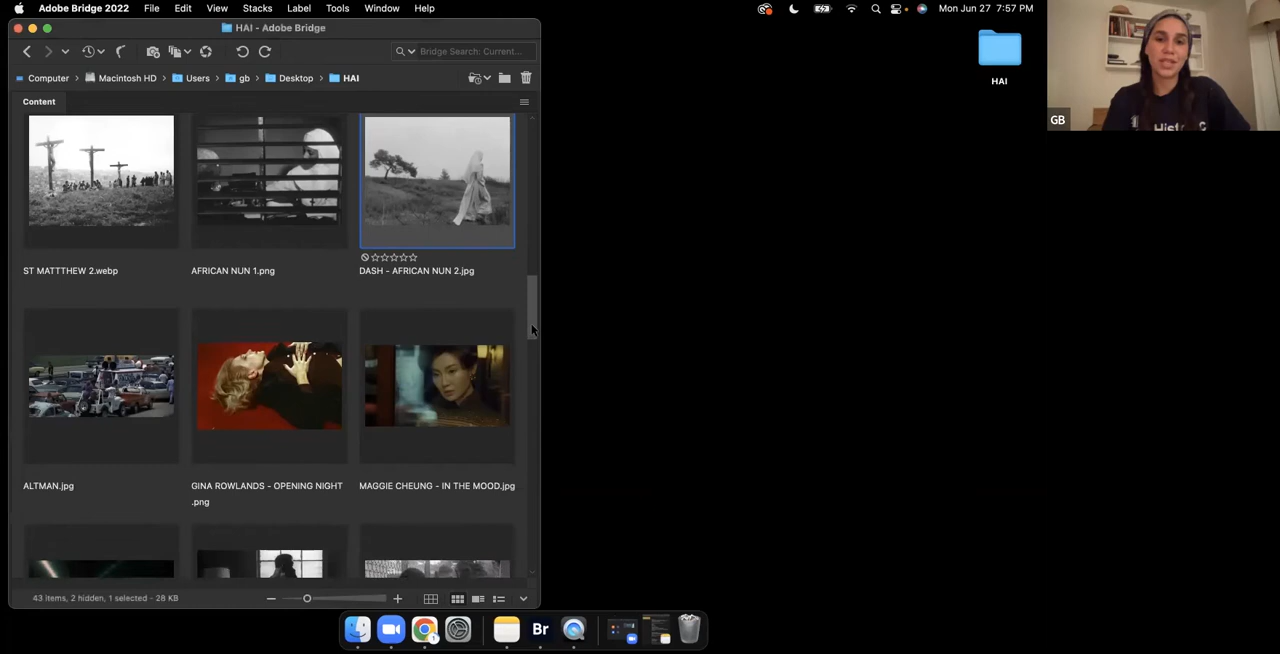 Adobe Bridge 2022 File Edit View Stacks Label Tools Window Help Mon Jun 27 7:57 PM
HAI - Adobe Bridge
Bridge Search: Current...
Computer Macintosh HD Users gb Desktop HAI
Content
ST MATTTHEW 2.webp
AFRICAN NUN 1.png
DASH - AFRICAN NUN 2.jpg
ALTMAN.jpg
GINA ROWLANDS - OPENING NIGHT
.png
MAGGIE CHEUNG - IN THE MOOD.jpg
43 items, 2 hidden, 1 selected - 28 KB
Br
HAI
GB